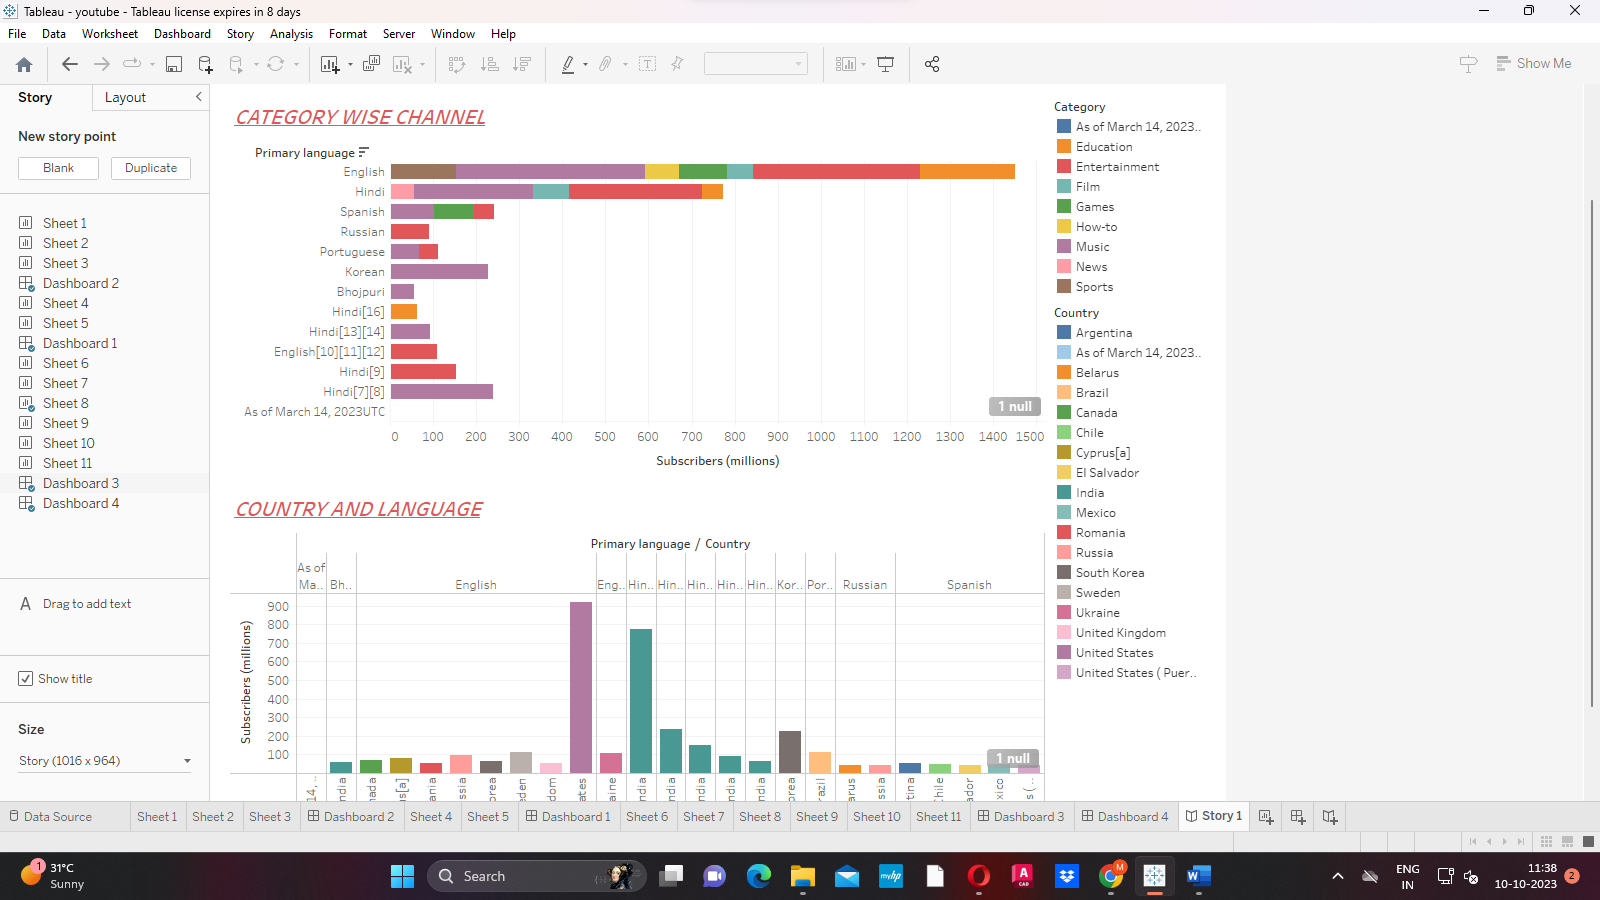 Tableau - youtube - Tableau license expires in 8 days
File Data Worksheet Dashboard Story Analysis Format Server Window Help
Show Me
Story Layout
New story point
Blank Duplicate
Sheet 1
Sheet 2
Sheet 3
Dashboard 2
Sheet 4
Sheet 5
Dashboard 1
Sheet 6
Sheet 7
Sheet 8
Sheet 9
Sheet 10
Sheet 11
Dashboard 3
Dashboard 4
A Drag to add text
Show title
Size
Story (1016 x 964)
CATEGORY WISE CHANNEL
Primary language
English
Hindi
Spanish
Russian
Portuguese
Korean
Bhojpuri
Hindi[16]
Hindi[13][14]
English[10][11][12]
Hindi[9]
Hindi[7][8]
As of March 14, 2023UTC
1 null
0 100 200 300 400 500 600 700 800 900 1000 1100 1200 1300 1400 1500
Subscribers (millions)
COUNTRY AND LANGUAGE
Primary language / Country
As of
Ma.. Bh.. English Eng.. Hin.. Hin.. Hin.. Hin.. Hin.. Kor.. Por.. Russian Spanish
900
800
700
600
500
400
300
200
100
Subscribers (millions)
1 null
14, .. ndia nada us[a] ania ssia orea eden dom ates aine ndia ndia ndia ndia ndia orea razil arus ssia tina Chile ador xico s ( ..
Category
As of March 14, 2023..
Education
Entertainment
Film
Games
How-to
Music
News
Sports
Country
Argentina
As of March 14, 2023..
Belarus
Brazil
Canada
Chile
Cyprus[a]
El Salvador
India
Mexico
Romania
Russia
South Korea
Sweden
Ukraine
United Kingdom
United States
United States ( Puer..
Data Source Sheet 1 Sheet 2 Sheet 3 Dashboard 2 Sheet 4 Sheet 5 Dashboard 1 Sheet 6 Sheet 7 Sheet 8 Sheet 9 Sheet 10 Sheet 11 Dashboard 3 Dashboard 4 Story 1
1 31°C
Sunny
Search
myhp
A
CAD
M
W
ENG
IN
11:38
10-10-2023
2